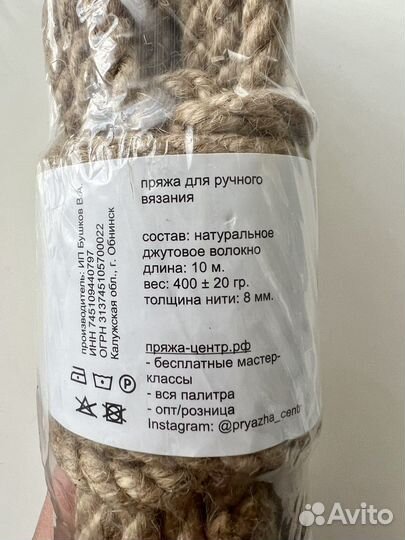 пряжа для ручного
вязания
состав: натуральное
джутовое волокно
длина: 10 м.
вес: 400 ± 20 гр.
толщина нити: 8 мм.
пряжа-центр.рф
- бесплатные мастер-
классы
- вся палитра
- опт/розница
Instagram: @pryazha_centr
производитель: ИП Бушков В.А.
ИНН 745109440797
ОГРН 313745105700022
Калужская обл., г. Обнинск
P
Avito